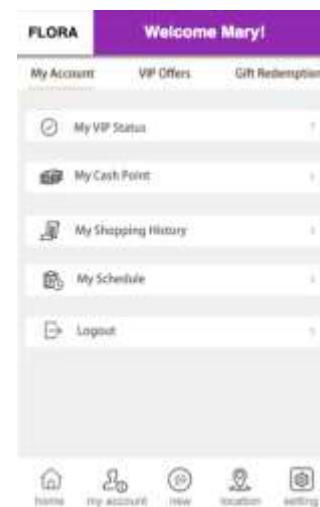 FLORA
Welcome Mary!
My Account VIP Offers Gift Redemption
My VIP Status
My Cash Point
My Shopping History
My Schedule
Logout
home my account new location setting